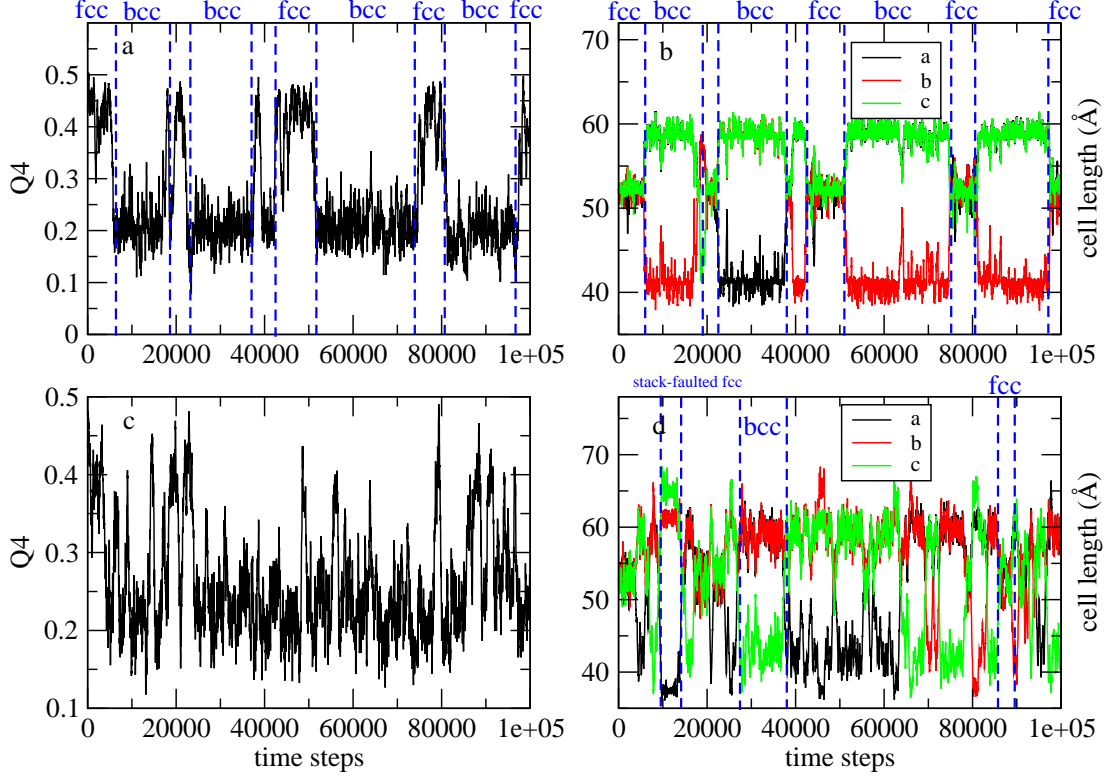 fcc bcc bcc fcc bcc fcc bcc fcc
a
0.5
0.4
0.3
0.2
0.1
0
Q4
0 20000 40000 60000 80000 1e+05
fcc bcc bcc fcc bcc fcc fcc
b
a
b
c
70
60
50
40
cell length (Å)
0 20000 40000 60000 80000 1e+05
c
0.5
0.4
0.3
0.2
0.1
Q4
0 20000 40000 60000 80000 1e+05
time steps
stack-faulted fcc
bcc
fcc
d
a
b
c
70
60
50
40
cell length (Å)
0 20000 40000 60000 80000 1e+05
time steps